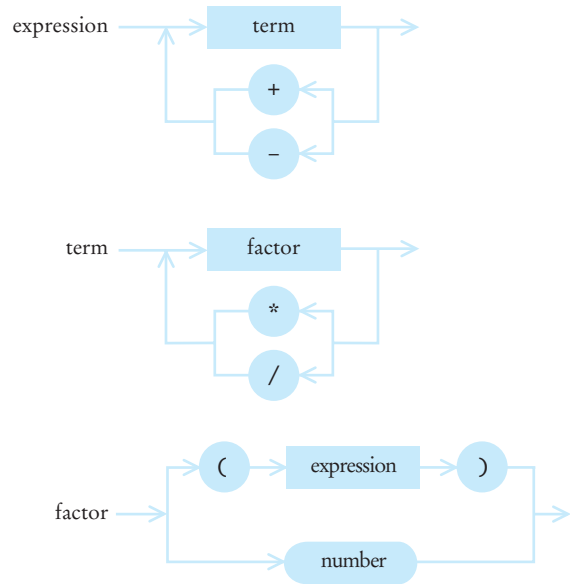 expression term
+
–
term factor
*
/
( expression )
factor
number